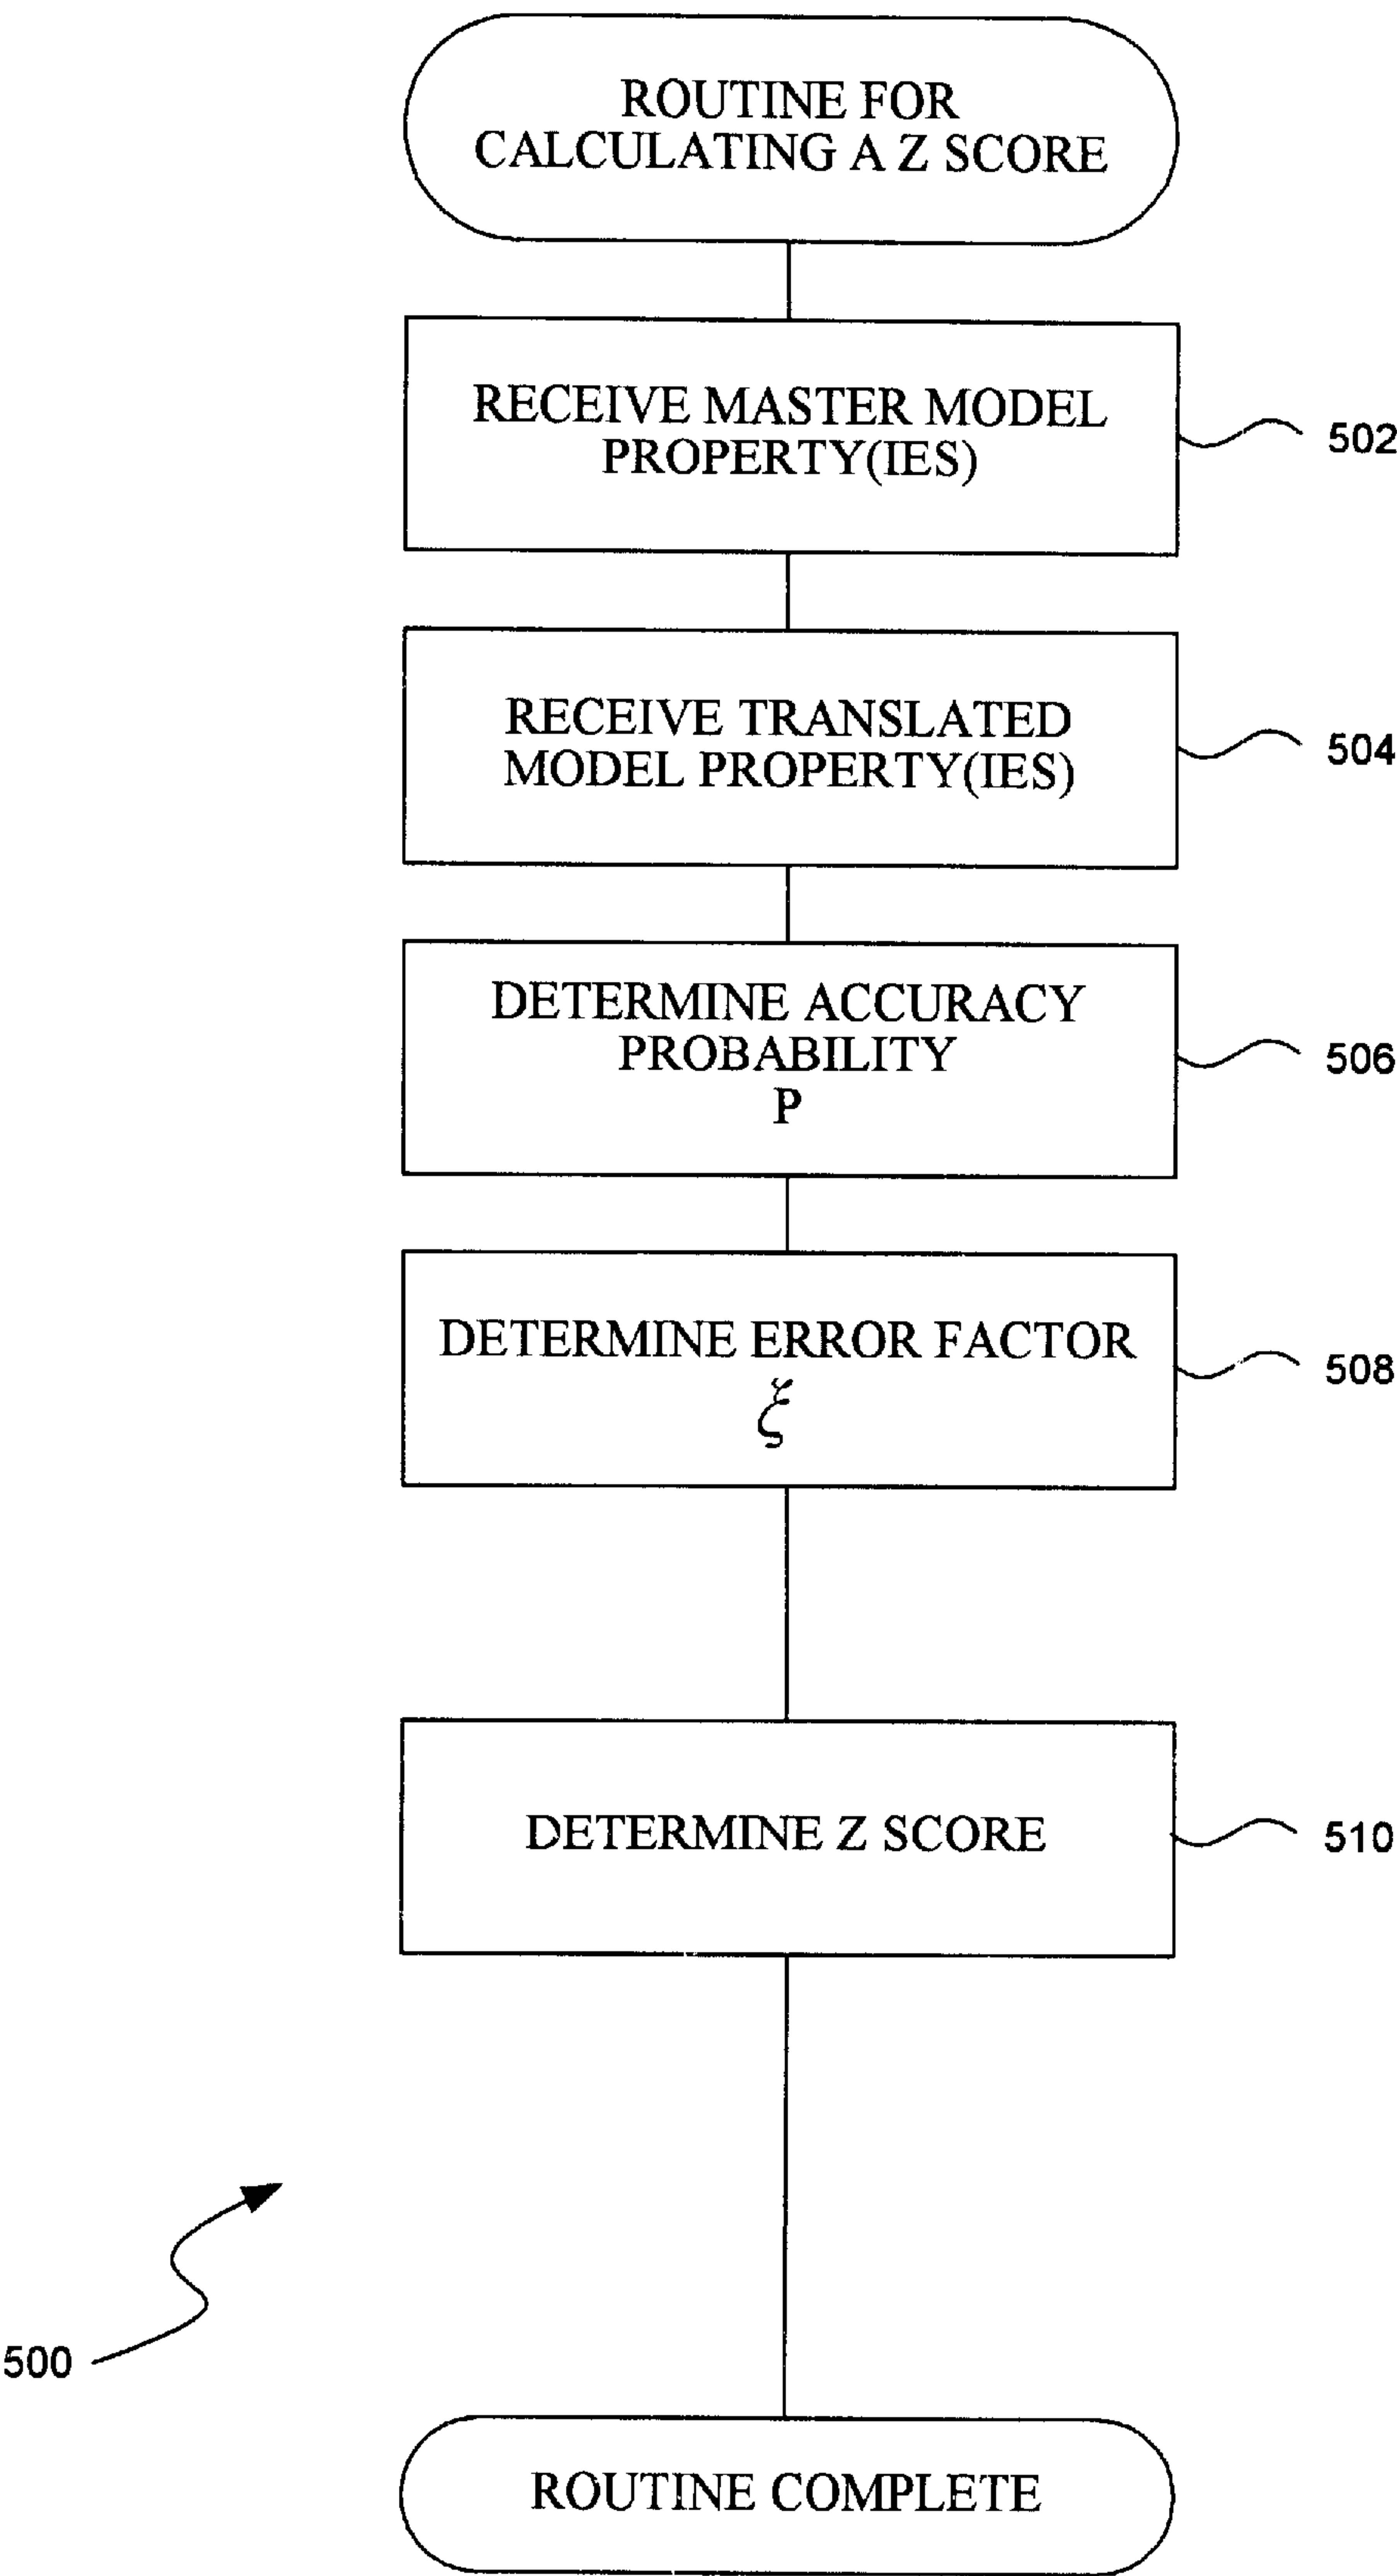 ROUTINE FOR
CALCULATING A Z SCORE
RECEIVE MASTER MODEL
PROPERTY(IES)
502
RECEIVE TRANSLATED
MODEL PROPERTY(IES)
504
DETERMINE ACCURACY
PROBABILITY
P
506
DETERMINE ERROR FACTOR
ξ
508
DETERMINE Z SCORE
510
500
ROUTINE COMPLETE